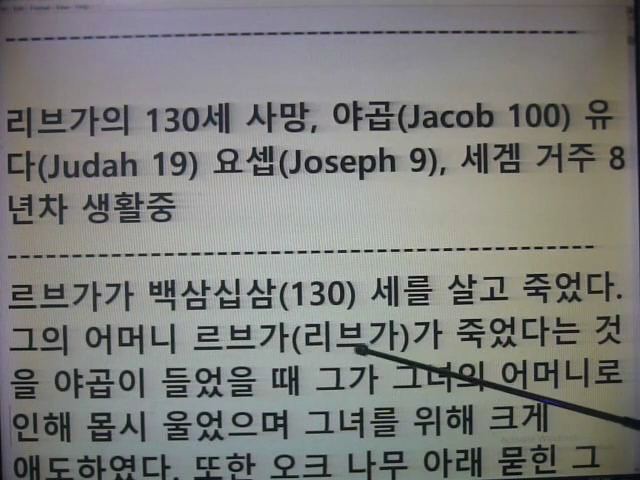 리브가의 130세 사망, 야곱(Jacob 100) 유
다(Judah 19) 요셉(Joseph 9), 세겜 거주 8
년차 생활중
르브가가 백삼십삼(130) 세를 살고 죽었다.
그의 어머니 르브가(리브가)가 죽었다는 것
을 야곱이 들었을 때 그가 그녀의 어머니로
인해 몹시 울었으며 그녀를 위해 크게
애도하였다. 또한 오크 나무 아래 묻힌 그